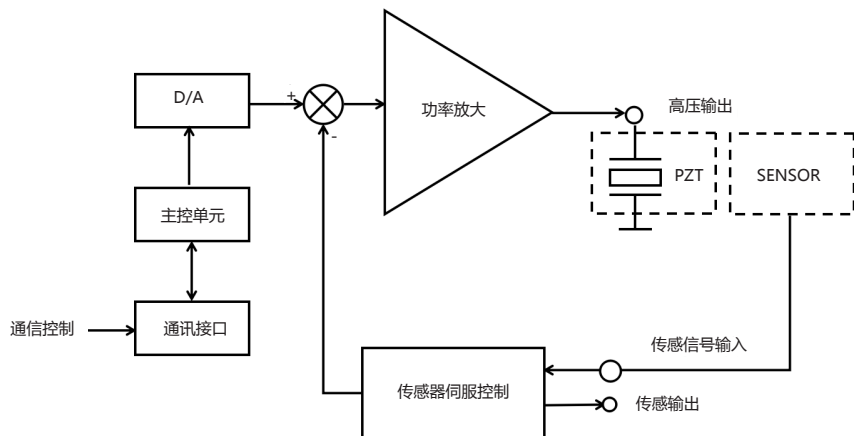 D/A
+
-
功率放大
高压输出
PZT
SENSOR
主控单元
通信控制
通讯接口
传感信号输入
传感器伺服控制
传感输出